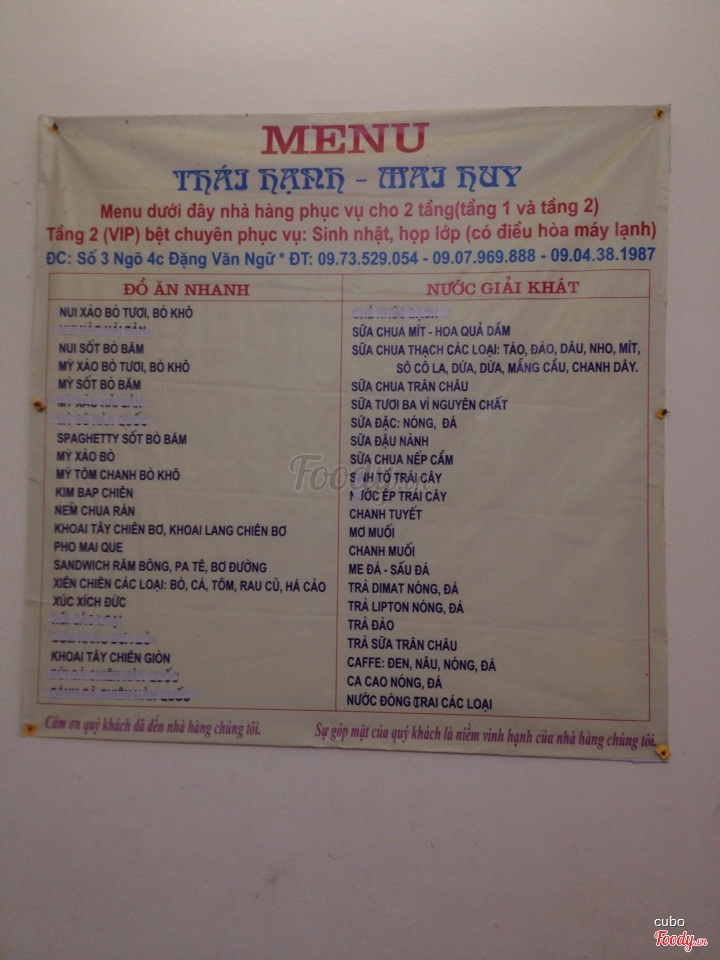 MENU
THÁI HẠNH - MAI HUY
Menu dưới đây nhà hàng phục vụ cho 2 tầng(tầng 1 và tầng 2)
Tầng 2 (VIP) bệt chuyên phục vụ: Sinh nhật, họp lớp (có điều hòa máy lạnh)
ĐC: Số 3 Ngõ 4c Đặng Văn Ngữ * ĐT: 09.73.529.054 - 09.07.969.888 - 09.04.38.1987
ĐỒ ĂN NHANH
NUI XÀO BÒ TƯƠI, BÒ KHÔ
NUI SỐT BÒ BĂM
MỲ XÀO BÒ TƯƠI, BÒ KHÔ
MỲ SỐT BÒ BĂM
SPAGHETTY SỐT BÒ BĂM
MỲ XÀO BÒ
MỲ TÔM CHANH BÒ KHÔ
KIM BAP CHIÊN
NEM CHUA RÁN
KHOAI TÂY CHIÊN BƠ, KHOAI LANG CHIÊN BƠ
PHO MAI QUE
SANDWICH RĂM BÔNG, PA TÊ, BƠ ĐƯỜNG
XIÊN CHIÊN CÁC LOẠI: BÒ, CÁ, TÔM, RAU CỦ, HÁ CẢO
XÚC XÍCH ĐỨC
KHOAI TÂY CHIÊN GIÒN
NƯỚC GIẢI KHÁT
SỮA CHUA MÍT - HOA QUẢ DẦM
SỮA CHUA THẠCH CÁC LOẠI: TÁO, ĐÀO, DÂU, NHO, MÍT,
SÔ CÔ LA, DỪA, DỨA, MÃNG CẦU, CHANH DÂY.
SỮA CHUA TRÂN CHÂU
SỮA TƯƠI BA VÌ NGUYÊN CHẤT
SỮA ĐẶC: NÓNG, ĐÁ
SỮA ĐẬU NÀNH
SỮA CHUA NẾP CẨM
SINH TỐ TRÁI CÂY
NƯỚC ÉP TRÁI CÂY
CHANH TUYẾT
MƠ MUỐI
CHANH MUỐI
ME ĐÁ - SẤU ĐÁ
TRÀ DIMAT NÓNG, ĐÁ
TRÀ LIPTON NÓNG, ĐÁ
TRÀ ĐÀO
TRÀ SỮA TRÂN CHÂU
CAFFE: ĐEN, NÂU, NÓNG, ĐÁ
CA CAO NÓNG, ĐÁ
NƯỚC ĐÓNG TRAI CÁC LOẠI
Cảm ơn quý khách đã đến nhà hàng chúng tôi.
Sự góp mặt của quý khách là niềm vinh hạnh của nhà hàng chúng tôi.
Foody.vn
cubo
Foody.vn